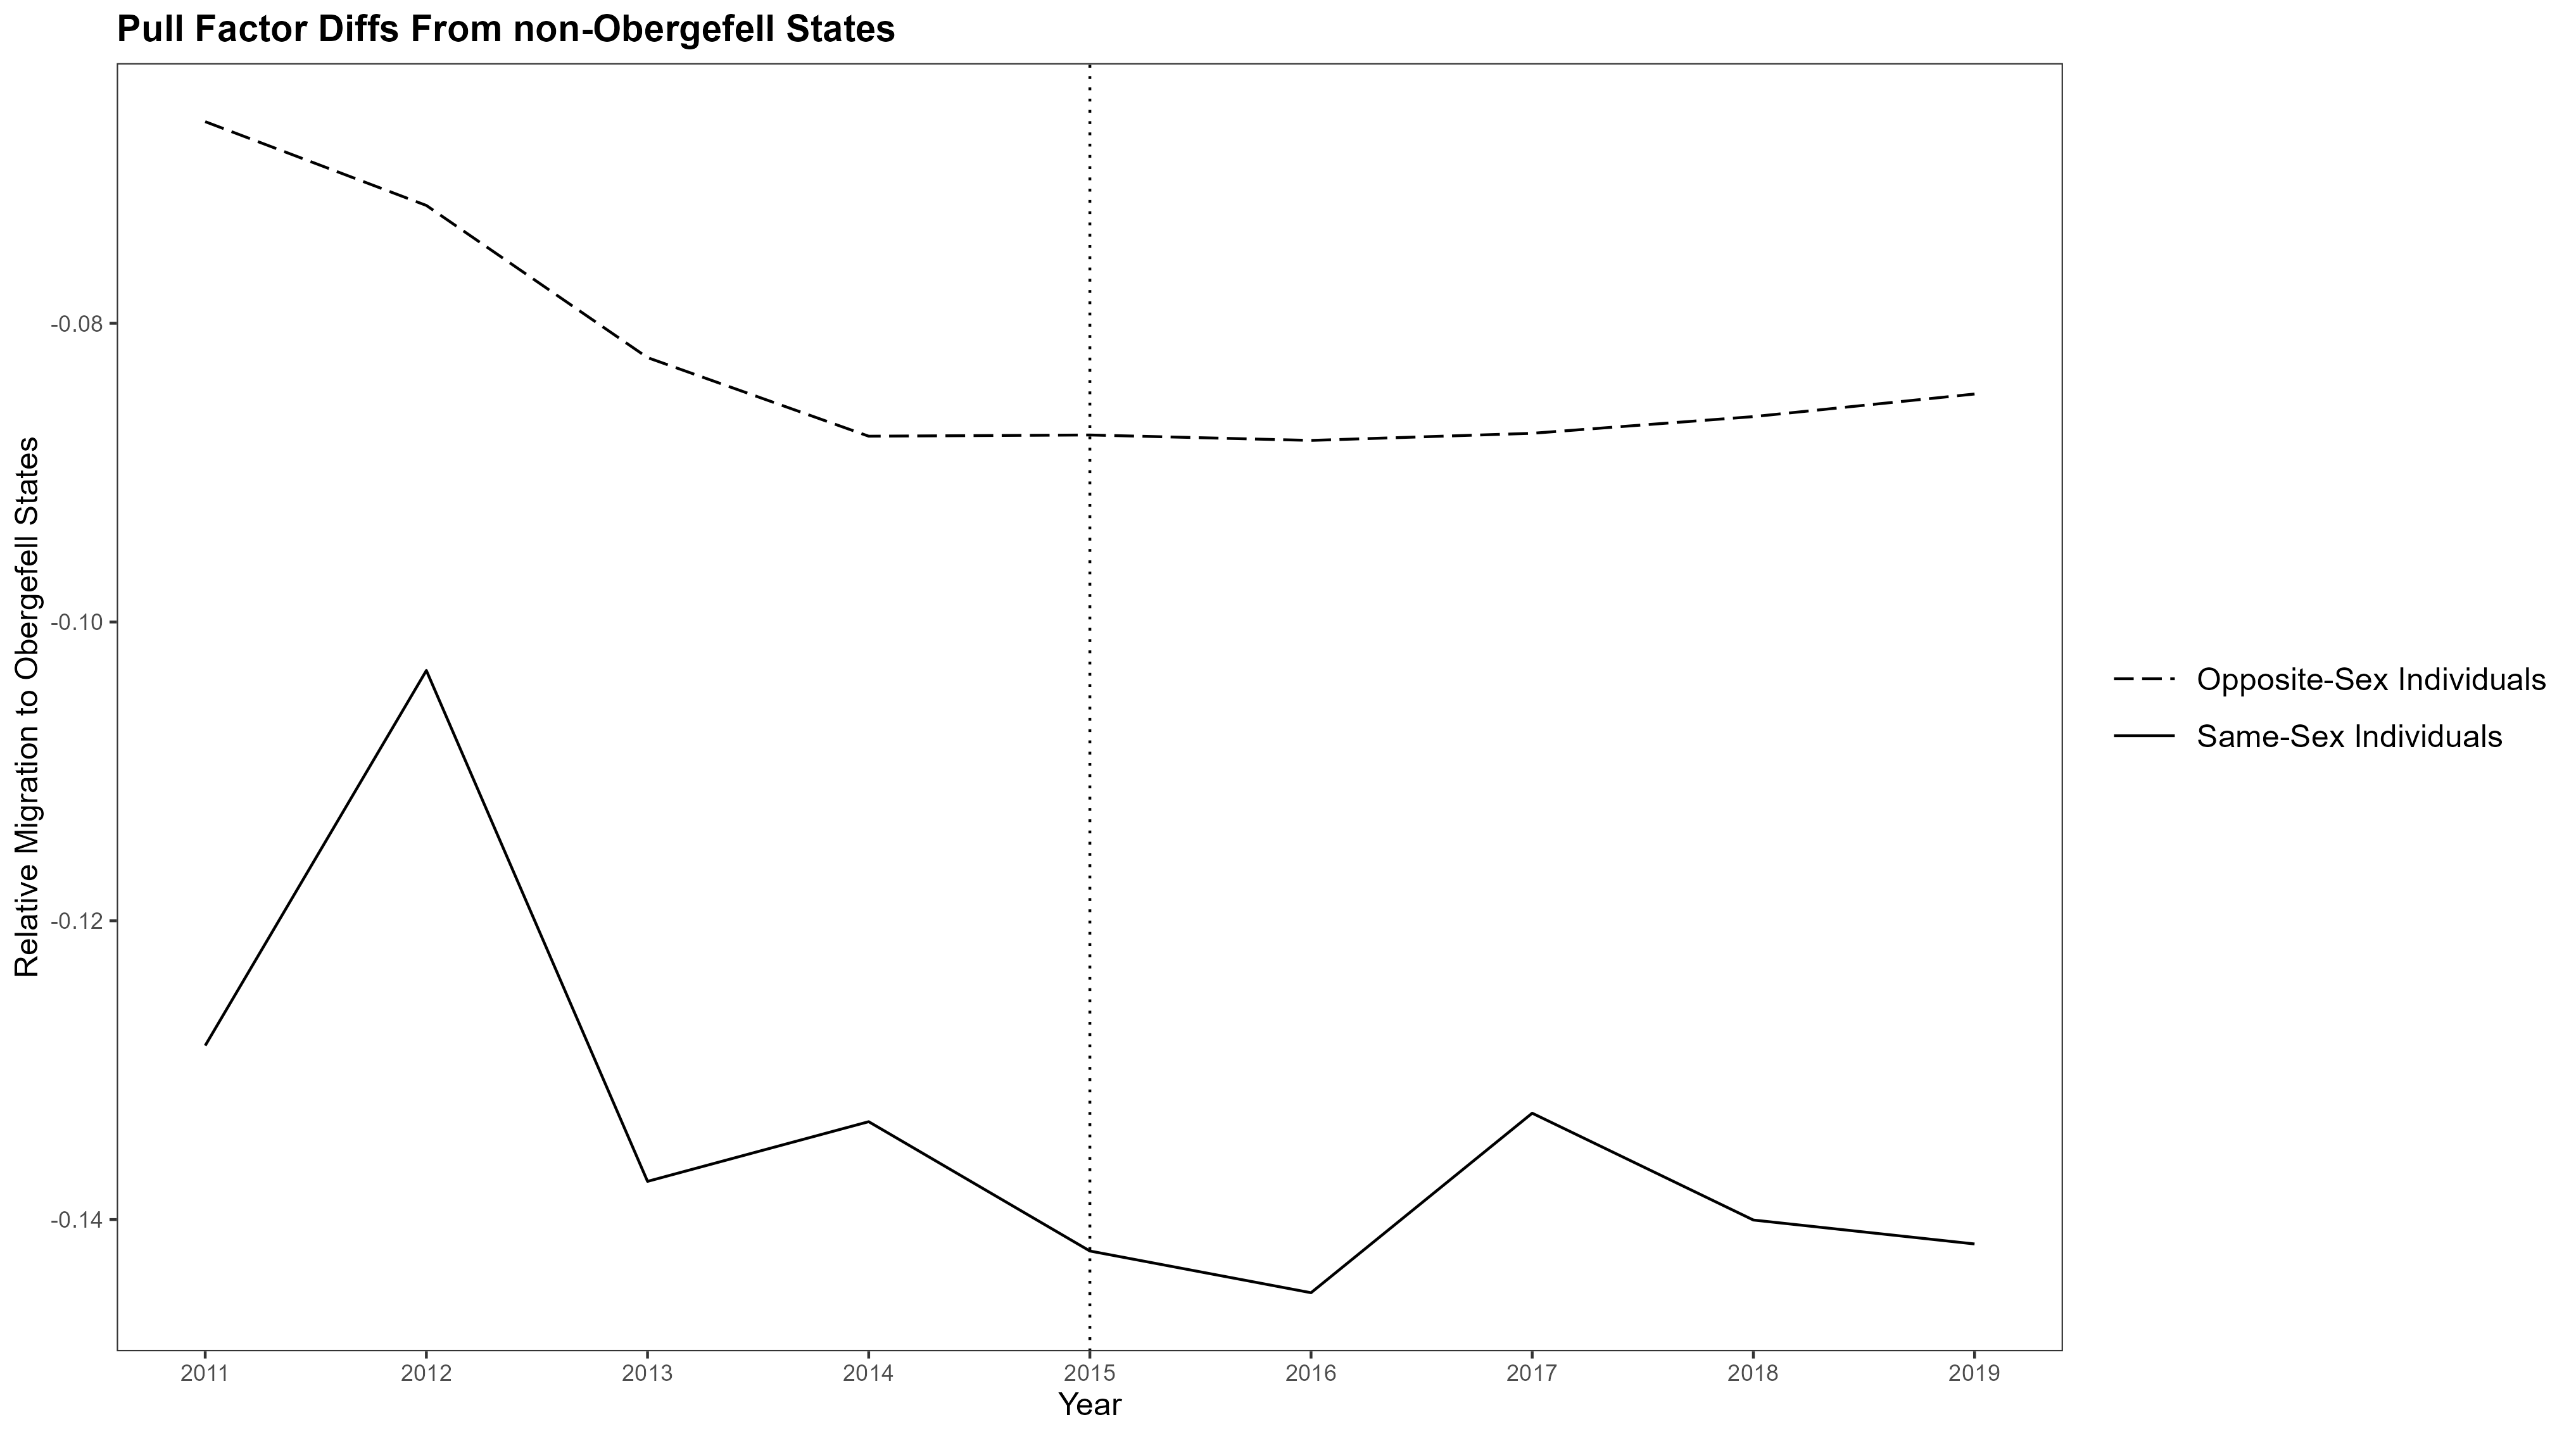 Pull Factor Diffs From non-Obergefell States
Relative Migration to Obergefell States
-0.08
-0.10
-0.12
-0.14
2011 2012 2013 2014 2015 2016 2017 2018 2019
Year
Opposite-Sex Individuals
Same-Sex Individuals